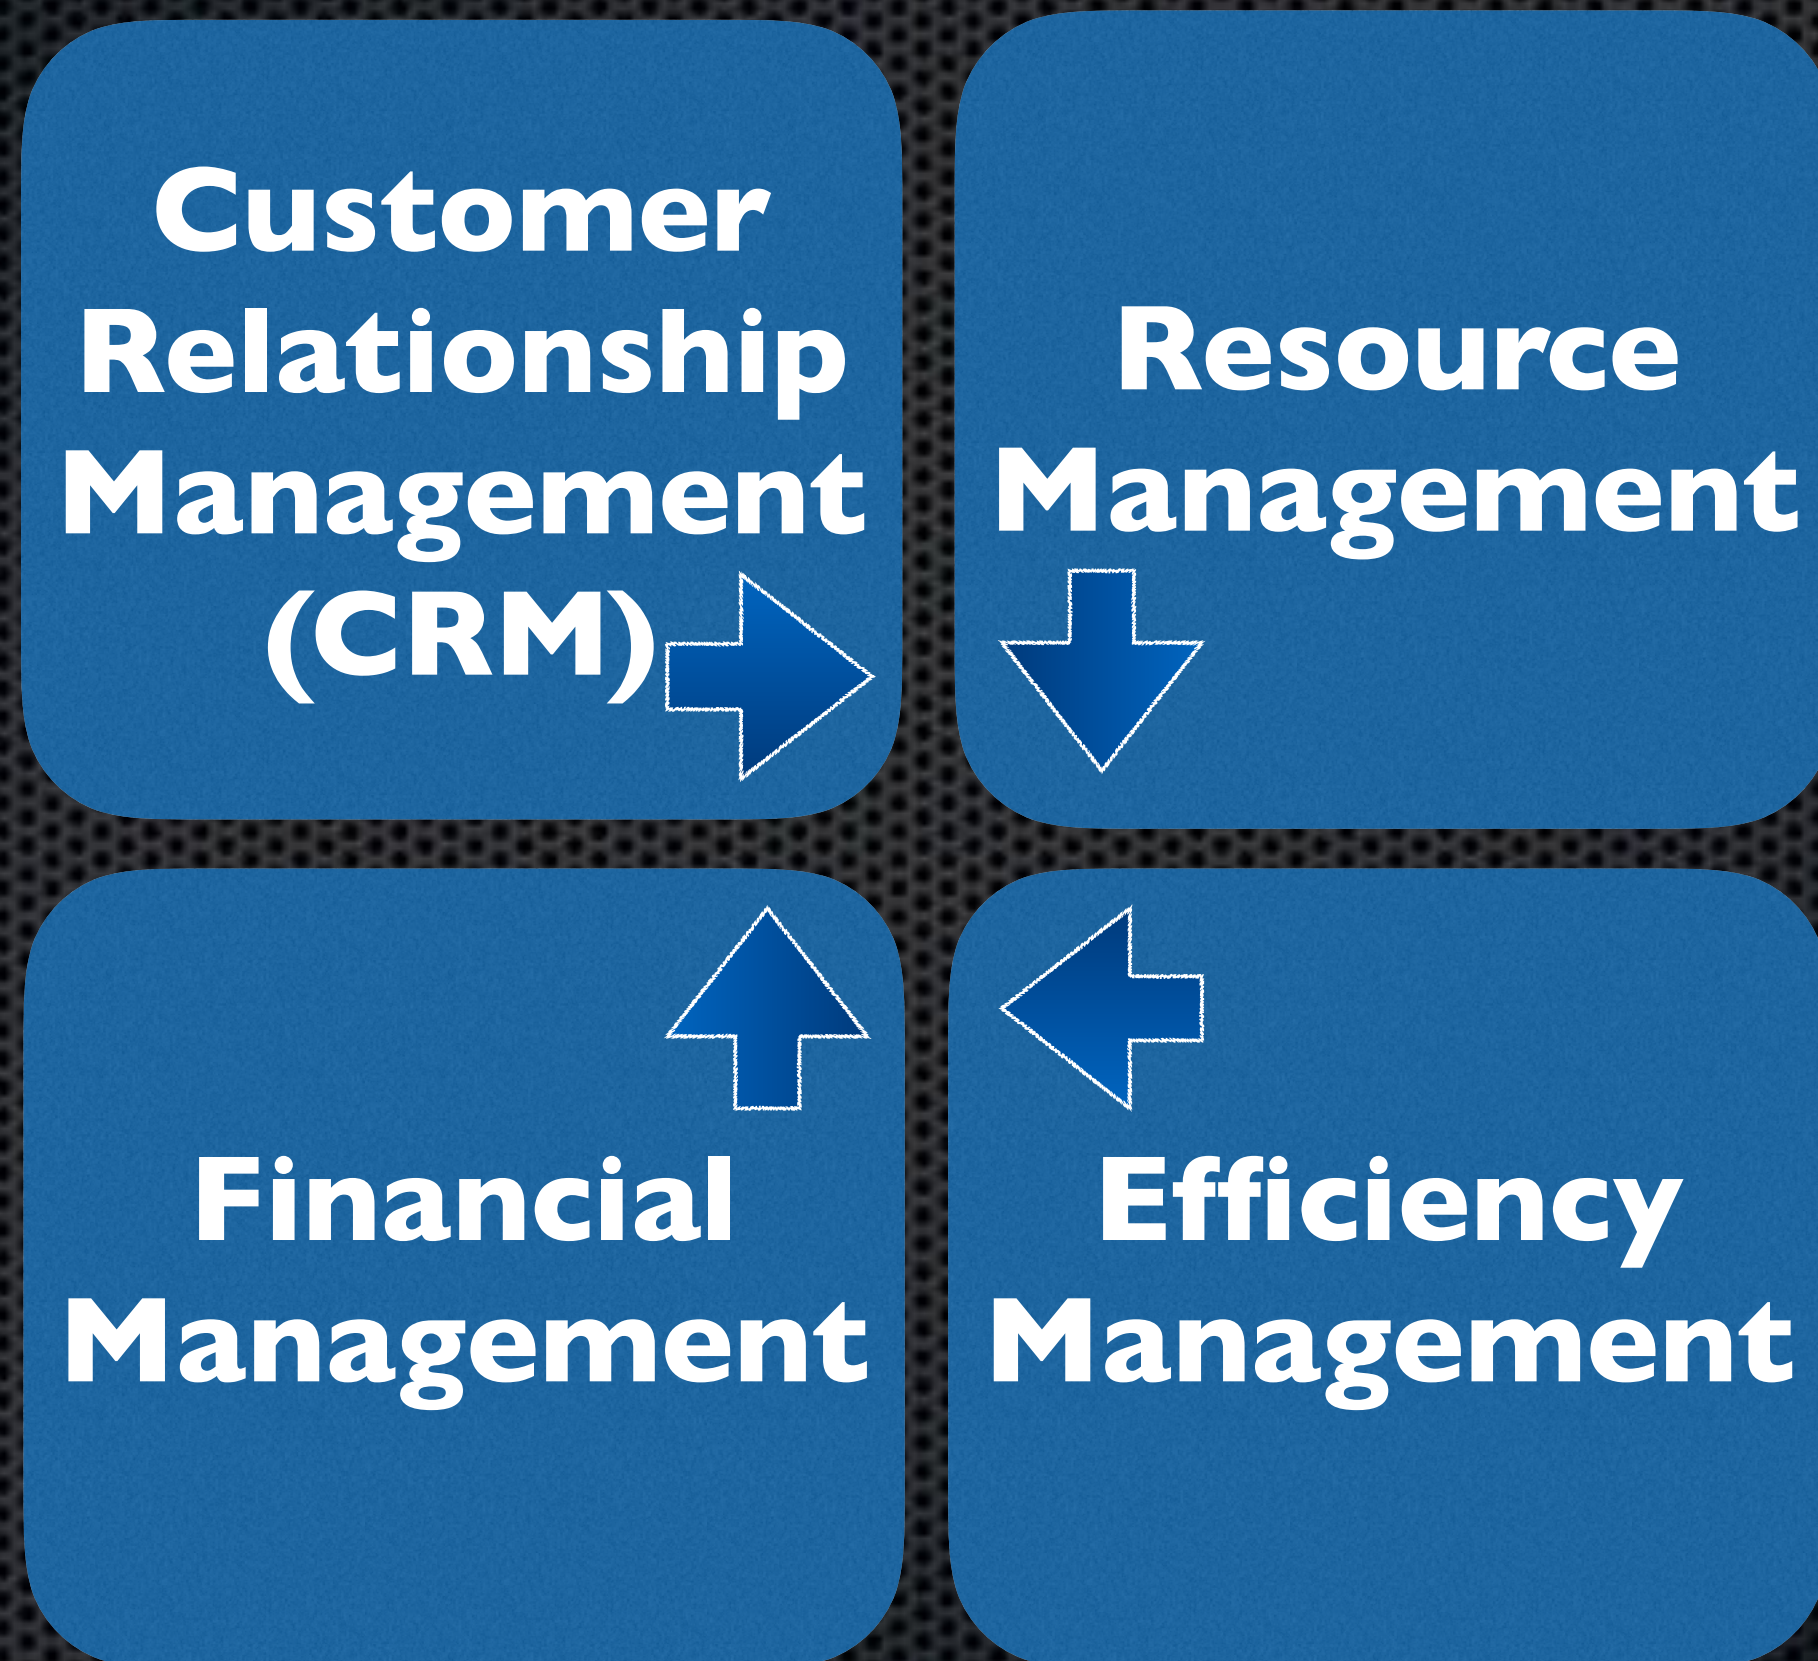 Customer
Relationship
Management
(CRM)
Resource
Management
Financial
Management
Efficiency
Management